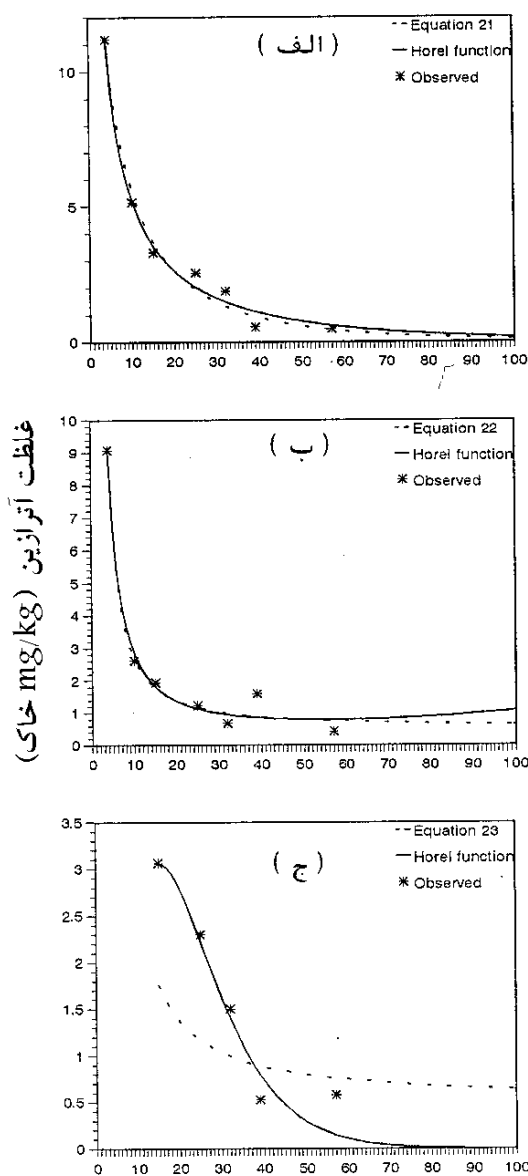 ( الف )
-- Equation 21
— Horel function
* Observed
10
5
0
0 10 20 30 40 50 60 70 80 90 100
غلظت آترازین (mg/kg خاک)
( ب )
-- Equation 22
— Horel function
* Observed
10
9
8
7
6
5
4
3
2
1
0
0 10 20 30 40 50 60 70 80 90 100
( ج )
-- Equation 23
— Horel function
* Observed
3.5
3
2.5
2
1.5
1
0.5
0
0 10 20 30 40 50 60 70 80 90 100